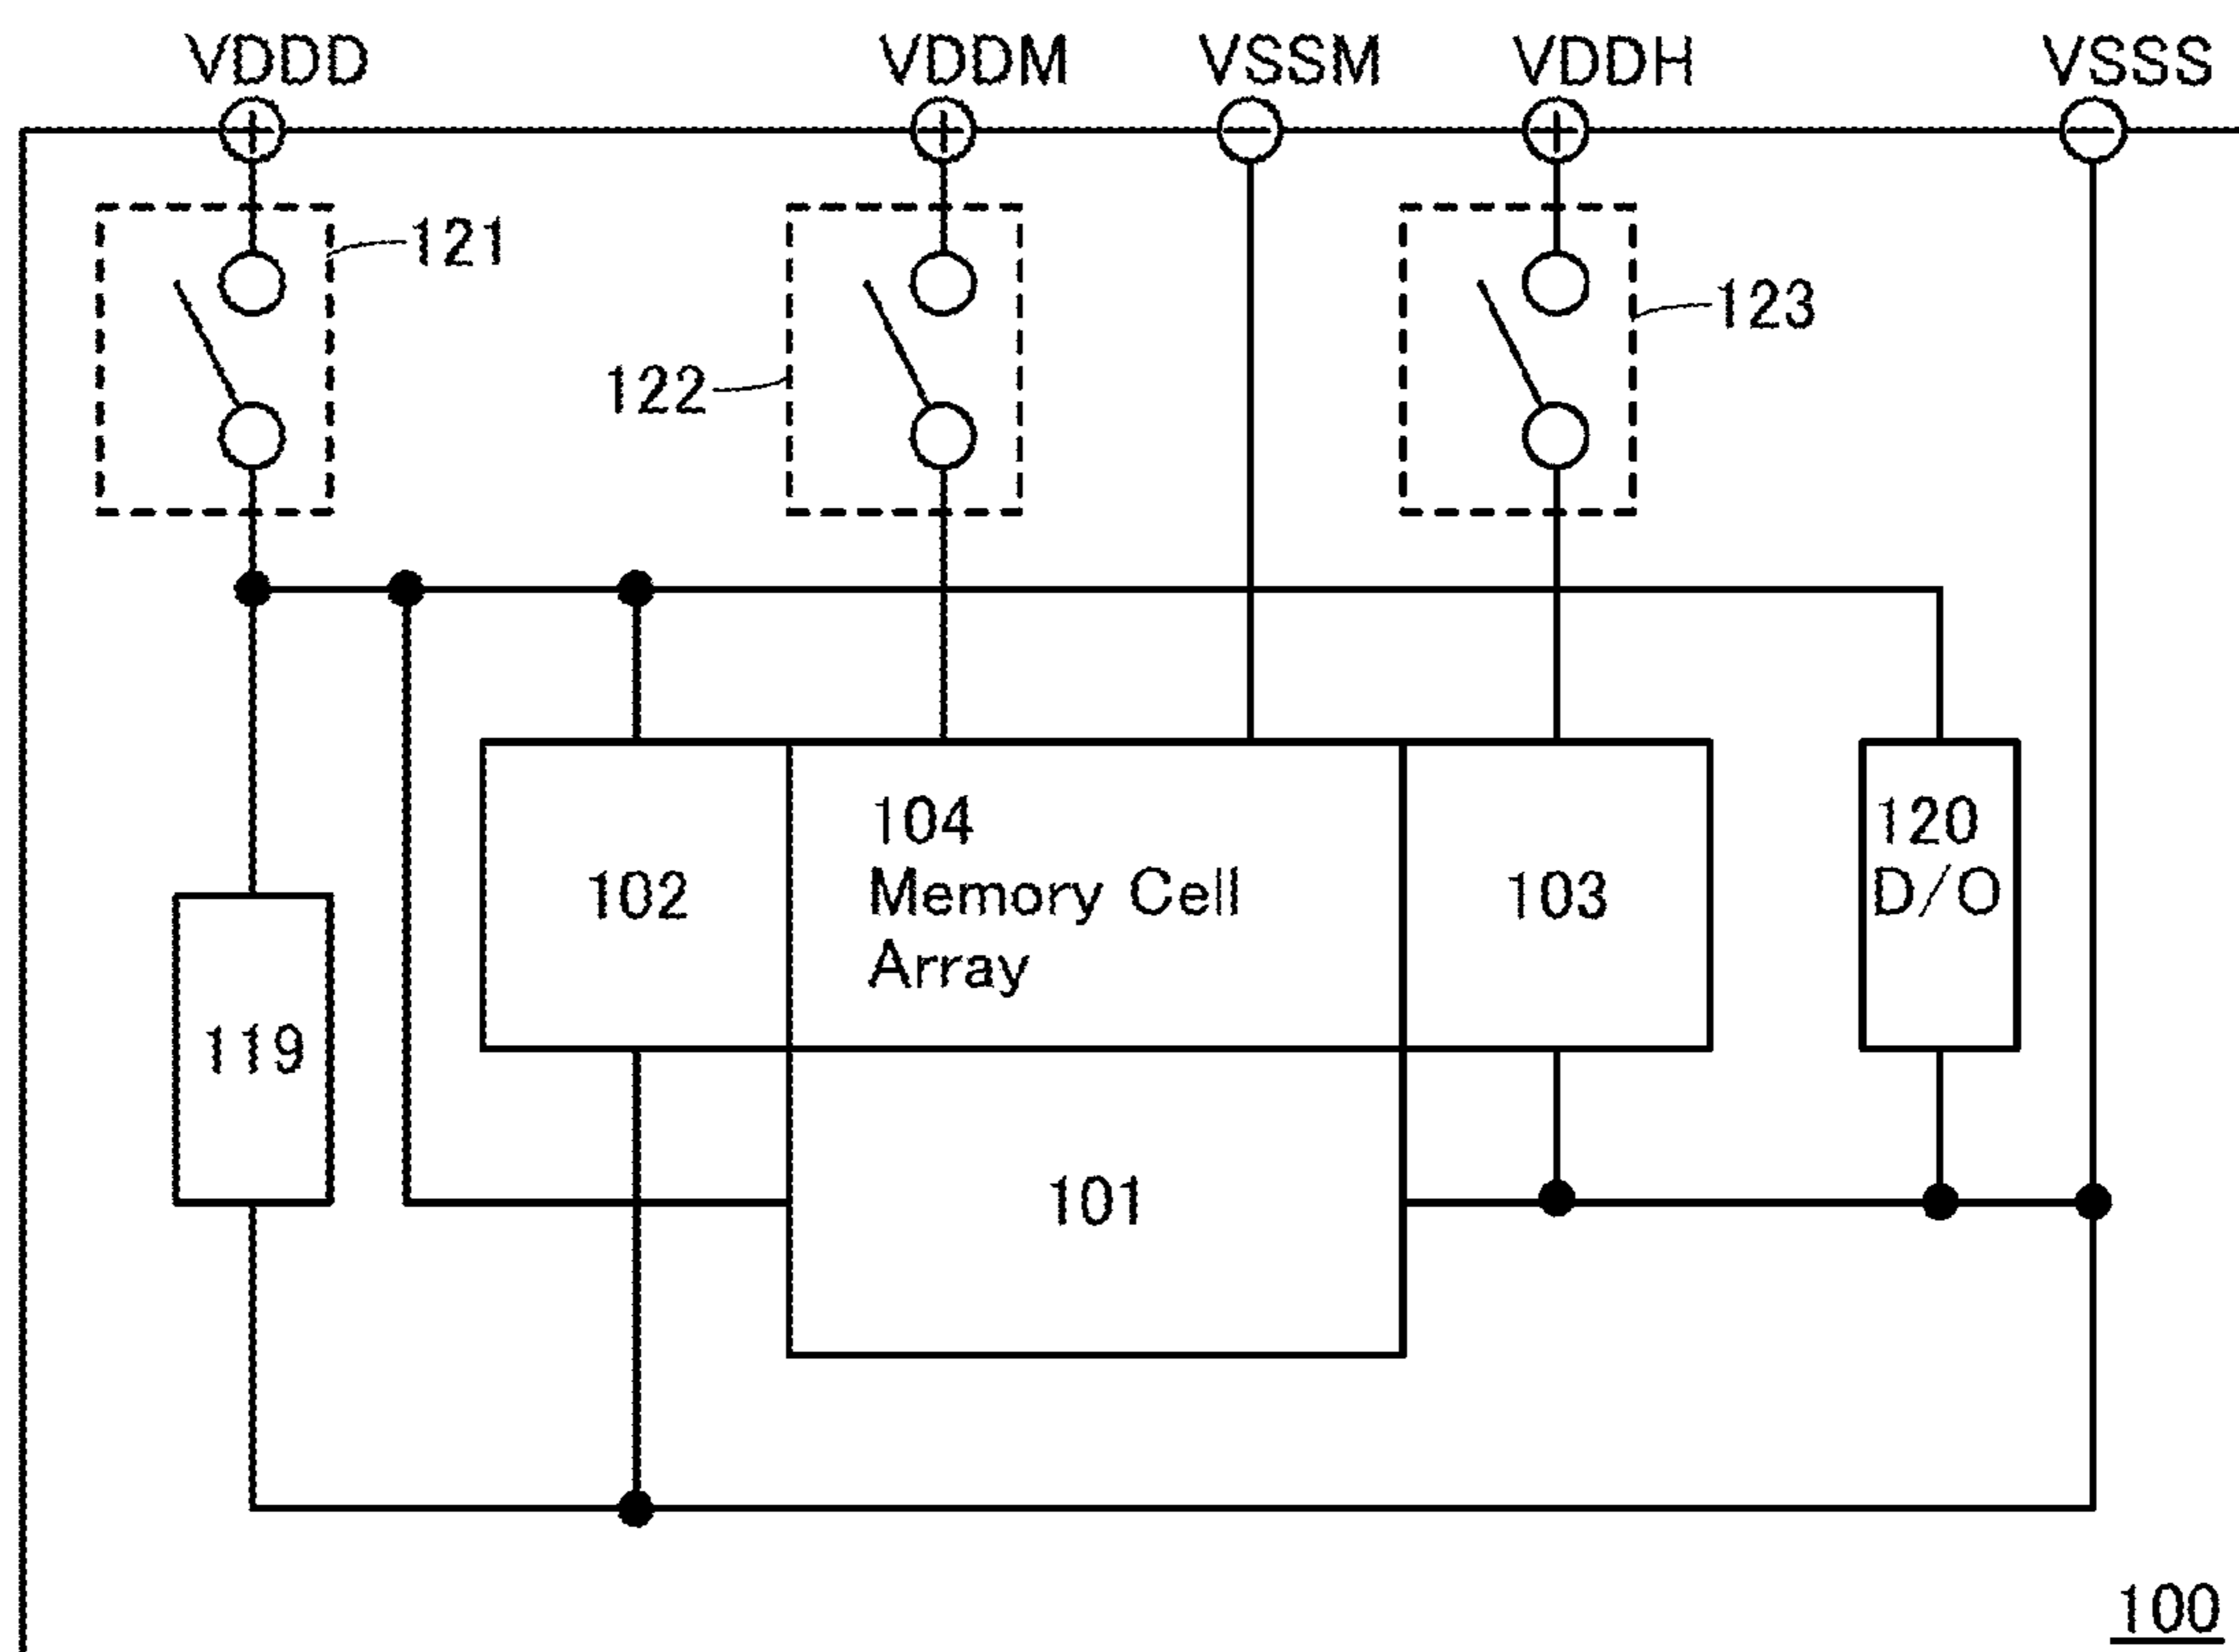 VDDD
VDDM
VSSM
VDDH
VSSS
121
122
123
102
104
Memory Cell
Array
103
120
D/O
119
101
100